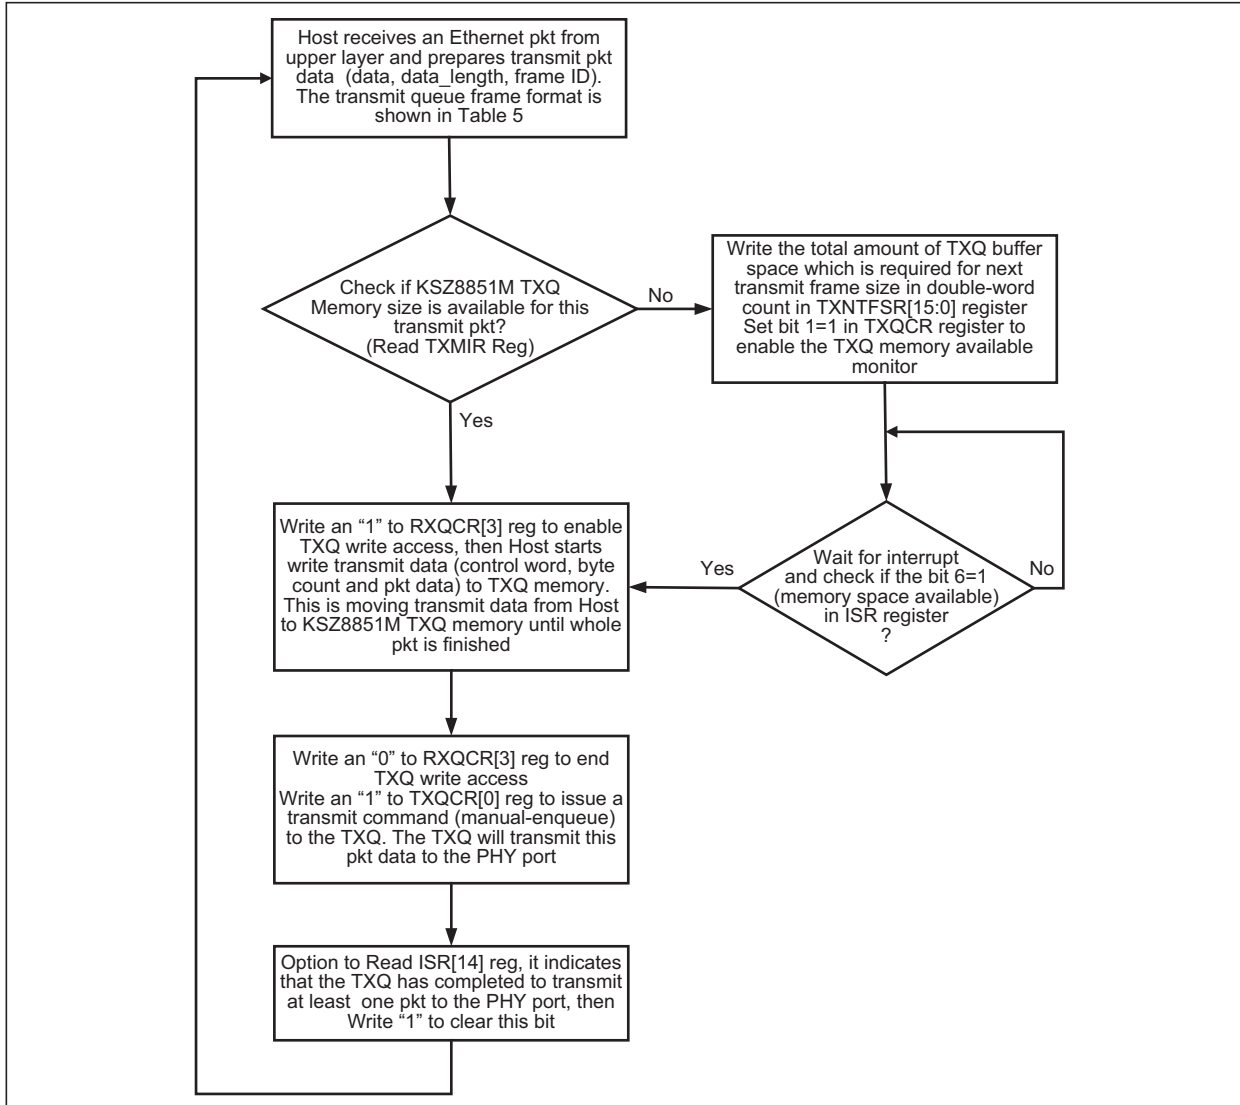 Host receives an Ethernet pkt from
upper layer and prepares transmit pkt
data (data, data_length, frame ID).
The transmit queue frame format is
shown in Table 5
Check if KSZ8851M TXQ
Memory size is available for this
transmit pkt?
(Read TXMIR Reg)
No
Write the total amount of TXQ buffer
space which is required for next
transmit frame size in double-word
count in TXNTFSR[15:0] register
Set bit 1=1 in TXQCR register to
enable the TXQ memory available
monitor
Yes
Write an “1” to RXQCR[3] reg to enable
TXQ write access, then Host starts
write transmit data (control word, byte
count and pkt data) to TXQ memory.
This is moving transmit data from Host
to KSZ8851M TXQ memory until whole
pkt is finished
Yes
Wait for interrupt
and check if the bit 6=1
(memory space available)
in ISR register
?
No
Write an “0” to RXQCR[3] reg to end
TXQ write access
Write an “1” to TXQCR[0] reg to issue a
transmit command (manual-enqueue)
to the TXQ. The TXQ will transmit this
pkt data to the PHY port
Option to Read ISR[14] reg, it indicates
that the TXQ has completed to transmit
at least one pkt to the PHY port, then
Write “1” to clear this bit